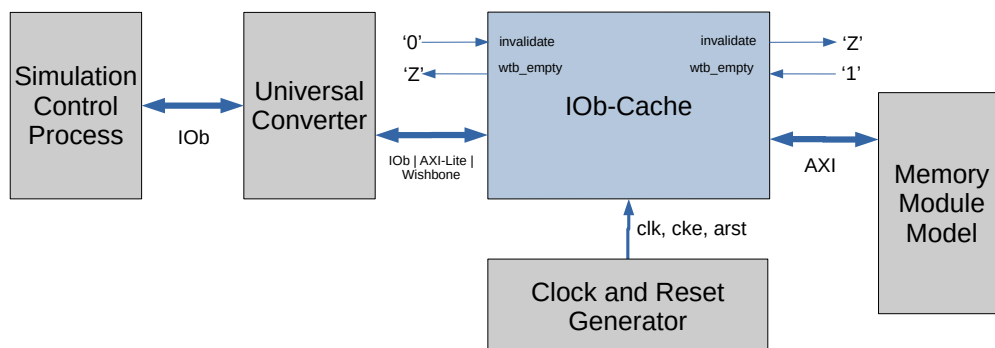 Simulation
Control
Process
IOb
Universal
Converter
IOb | AXI-Lite |
Wishbone
‘0’
‘Z’
invalidate
wtb_empty
invalidate
wtb_empty
‘Z’
‘1’
IOb-Cache
AXI
Memory
Module
Model
clk, cke, arst
Clock and Reset
Generator